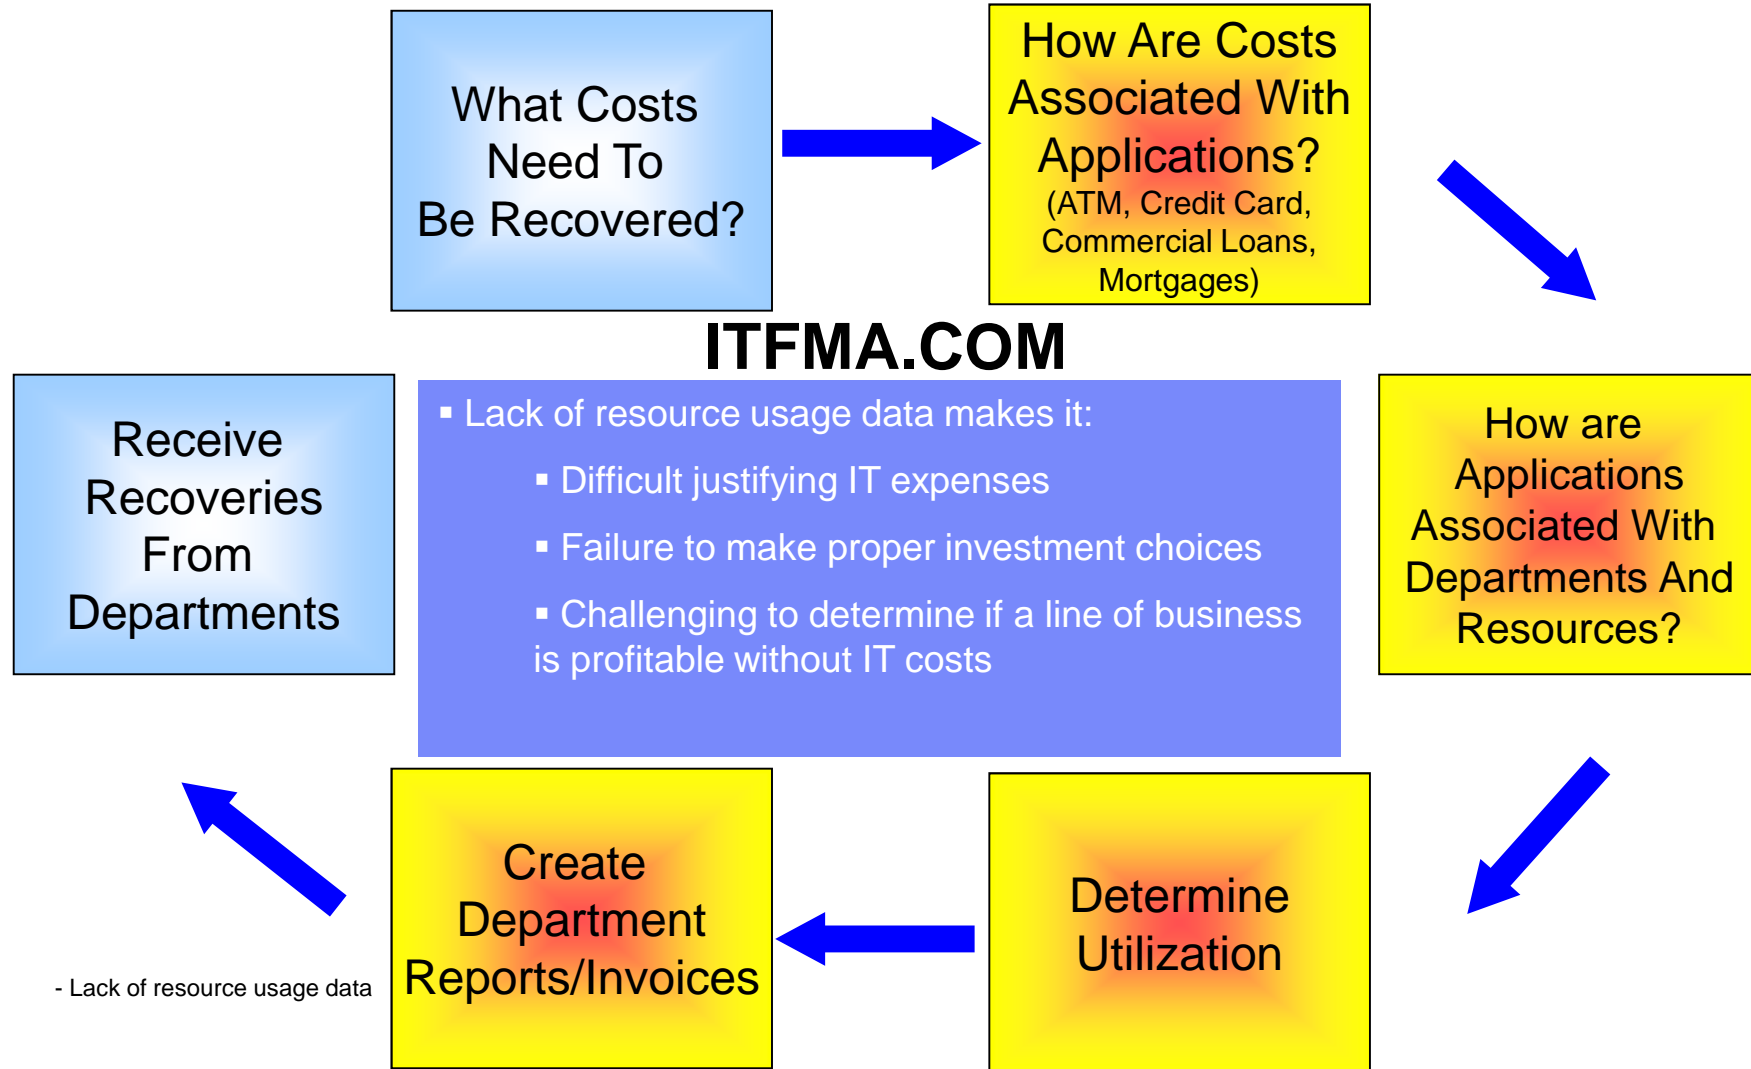 What Costs
Need To
Be Recovered?
How Are Costs
Associated With
Applications?
(ATM, Credit Card,
Commercial Loans,
Mortgages)
ITFMA.COM
Receive
Recoveries
From
Departments
▪ Lack of resource usage data makes it:
▪ Difficult justifying IT expenses
▪ Failure to make proper investment choices
▪ Challenging to determine if a line of business
is profitable without IT costs
How are
Applications
Associated With
Departments And
Resources?
Create
Department
Reports/Invoices
Determine
Utilization
- Lack of resource usage data